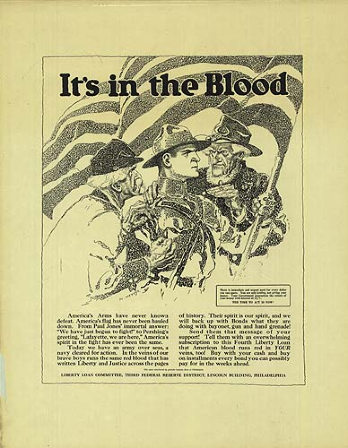 It's in the Blood
THE TIME TO ACT IS NOW!
America's Arms have never known
defeat. America's flag has never been hauled
down. From Paul Jones' immortal answer:
"We have just begun to fight!" to Pershing's
greeting, "Lafayette, we are here," America's
spirit in the fight has ever been the same.
Today we have an army over seas, a
navy cleared for action. In the veins of our
brave boys runs the same red blood that has
written Liberty and Justice across the pages
of history. Their spirit is our spirit, and we
will back up with Bonds what they are
doing with bayonet, gun and hand grenade!
Send them that message of your
support! Tell them with an overwhelming
subscription to this Fourth Liberty Loan
that American blood runs red in YOUR
veins, too! Buy with your cash and buy
on installments every bond you can possibly
pay for in the weeks ahead.
LIBERTY LOAN COMMITTEE, THIRD FEDERAL RESERVE DISTRICT, LINCOLN BUILDING, PHILADELPHIA